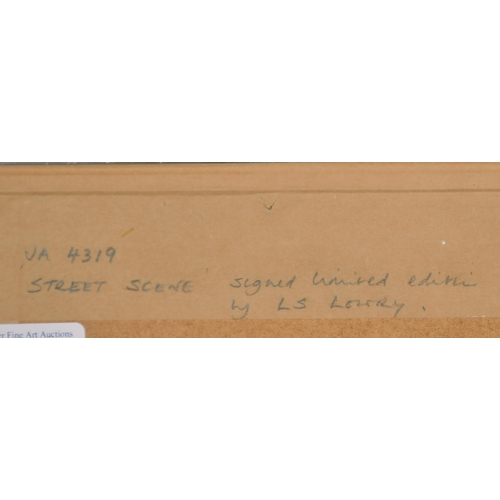 VA 4319
STREET SCENE signed limited edition
by LS LOWRY.
Fine Art Auctions